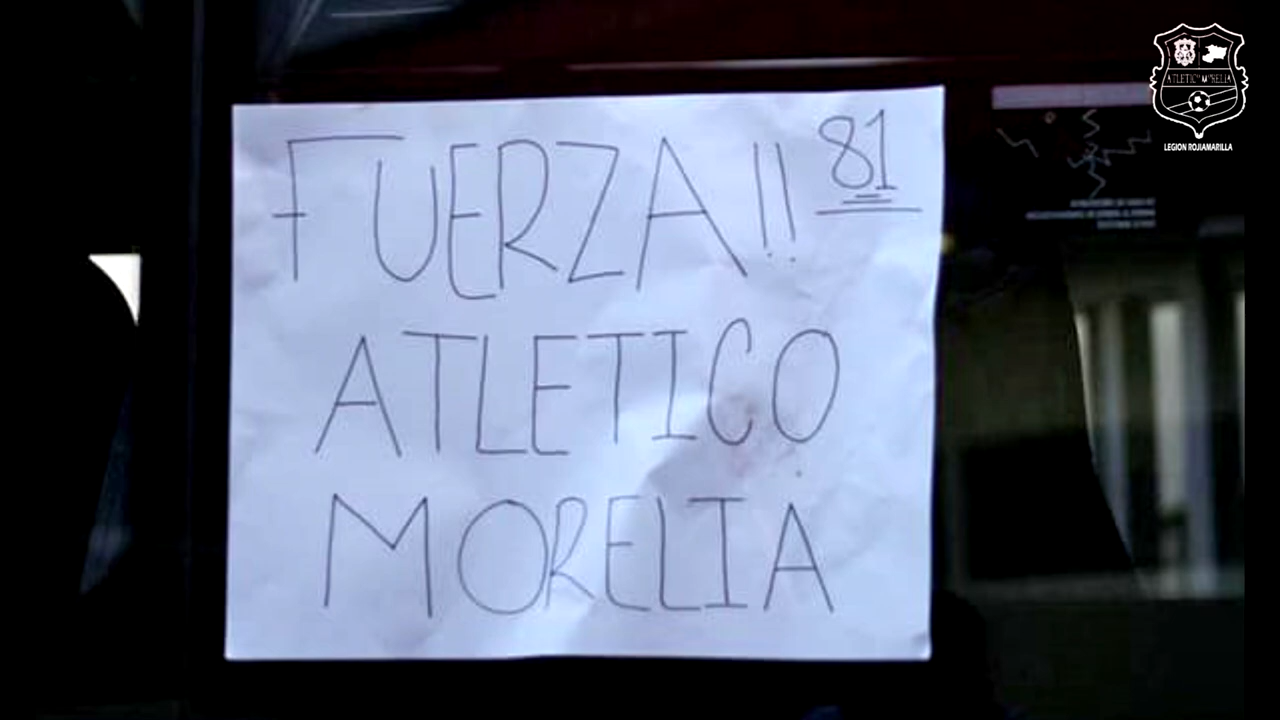 FUERZA!! 81
ATLETICO
MORELIA
ATLETICO MORELIA
LEGION ROJIAMARILLA